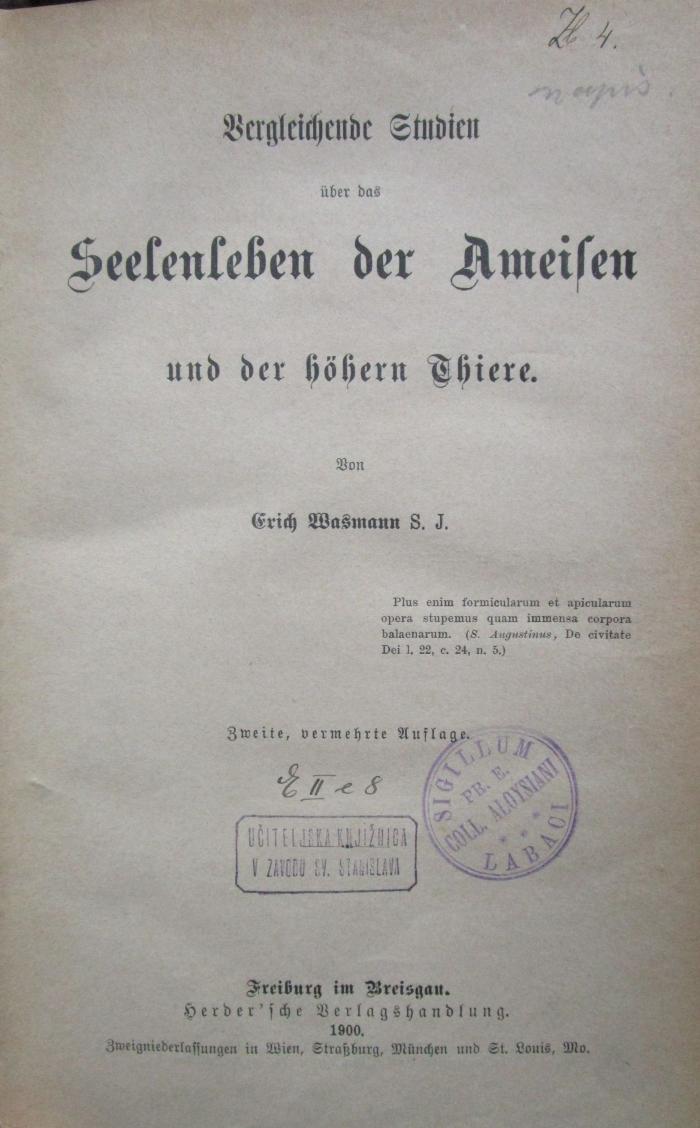 4.
Vergleichende Studien
über das
Seelenleben der Ameiſen
und der höhern Thiere.
Von
Erich Wasmann S. J.
Plus enim formicularum et apicularum
opera stupemus quam immensa corpora
balaenarum. (S. Augustinus, De civitate
Dei l. 22, c. 24, n. 5.)
Zweite, vermehrte Auflage.
E II e 8
SIGILLUM
PR. E.
COLL. ALOYSIANI
* * *
LABACI
UČITELJSKA KNJIŽNICA
V ZAVODU SV. STANISLAVA
Freiburg im Breisgau.
Herder'ſche Verlagshandlung.
1900.
Zweigniederlaſſungen in Wien, Straßburg, München und St. Louis, Mo.